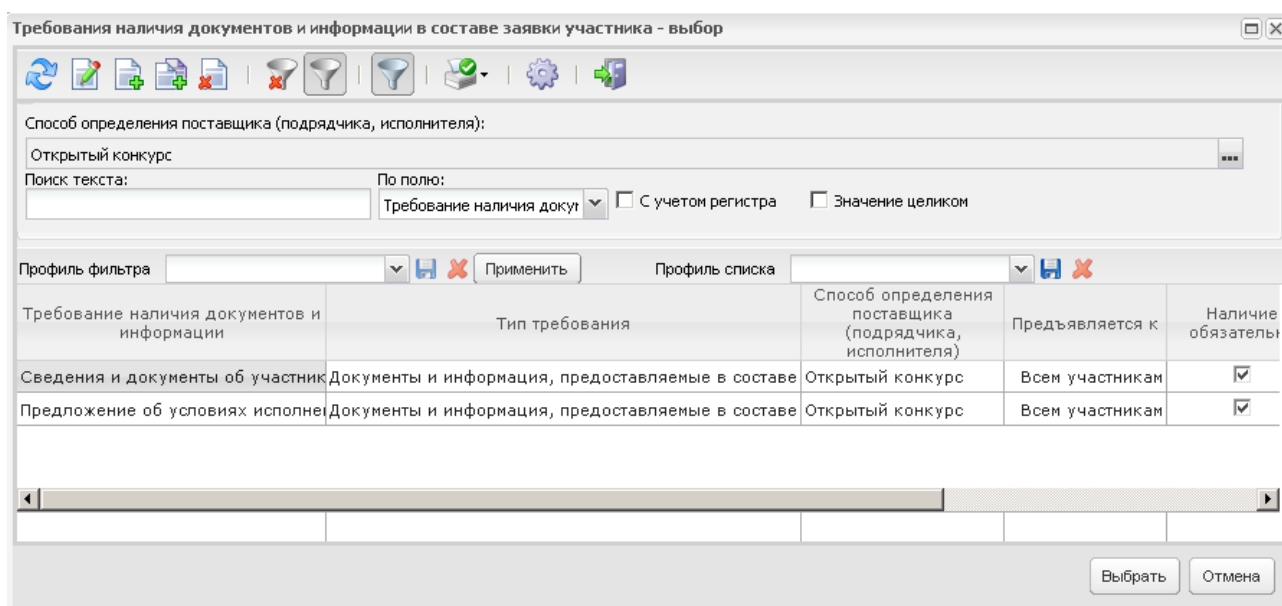 Требования наличия документов и информации в составе заявки участника - выбор
Способ определения поставщика (подрядчика, исполнителя):
Открытый конкурс
...
Поиск текста:
По полю:
Требование наличия докум
С учетом регистра
Значение целиком
Профиль фильтра
Применить
Профиль списка
Требование наличия документов и
информации
Тип требования
Способ определения
поставщика
(подрядчика,
исполнителя)
Предъявляется к
Наличие
обязательн
Сведения и документы об участник
Документы и информация, предоставляемые в составе
Открытый конкурс
Всем участникам
Предложение об условиях исполне
Документы и информация, предоставляемые в составе
Открытый конкурс
Всем участникам
Выбрать
Отмена